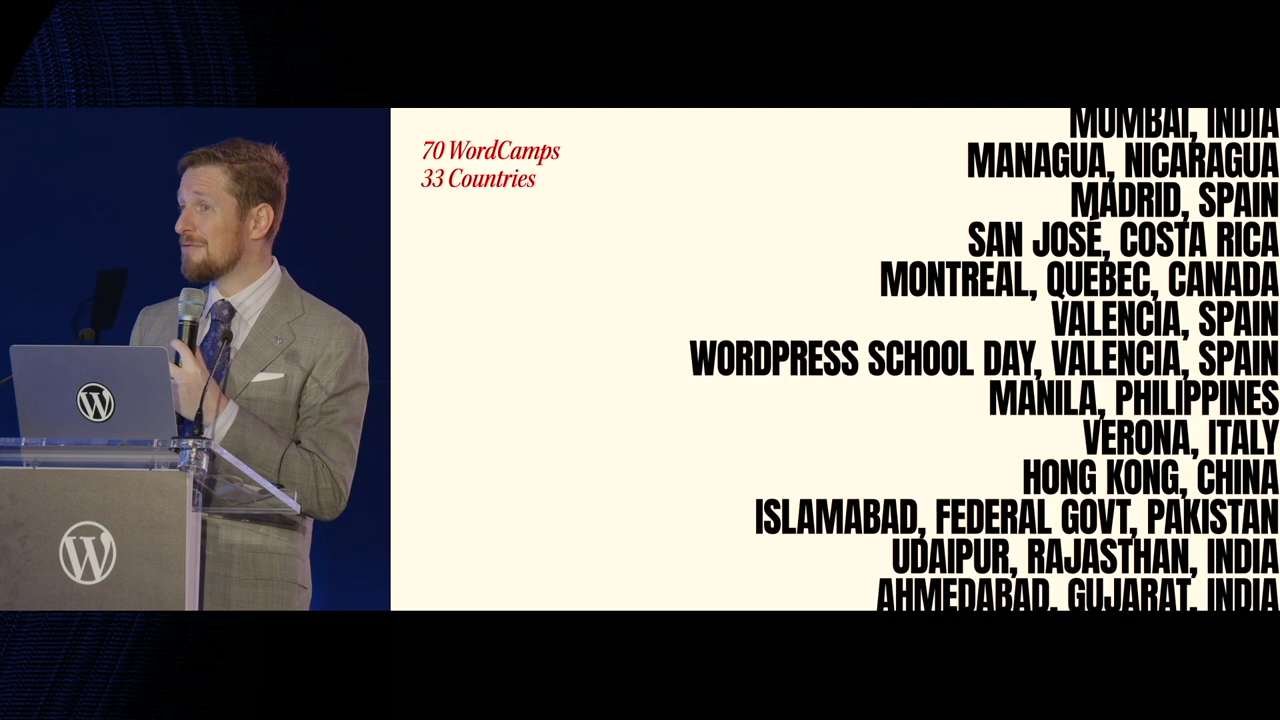 70 WordCamps
33 Countries
MUMBAI, INDIA
MANAGUA, NICARAGUA
MADRID, SPAIN
SAN JOSÉ, COSTA RICA
MONTREAL, QUEBEC, CANADA
VALENCIA, SPAIN
WORDPRESS SCHOOL DAY, VALENCIA, SPAIN
MANILA, PHILIPPINES
VERONA, ITALY
HONG KONG, CHINA
ISLAMABAD, FEDERAL GOVT, PAKISTAN
UDAIPUR, RAJASTHAN, INDIA
AHMEDABAD, GUJARAT, INDIA